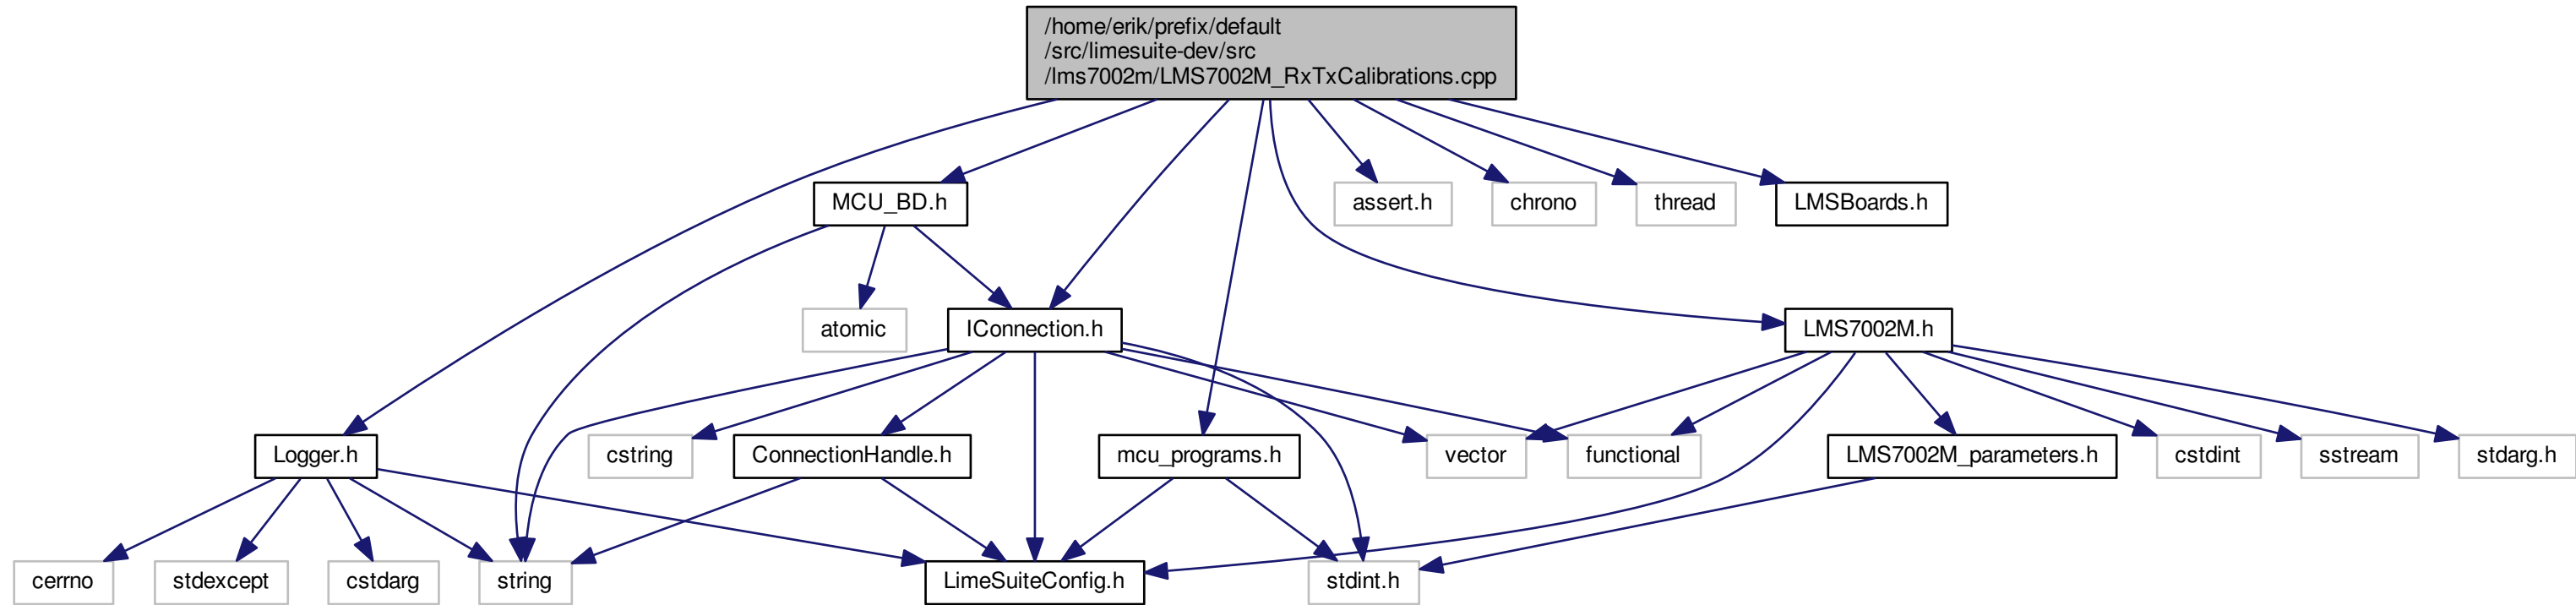 /home/erik/prefix/default
/src/limesuite-dev/src
/lms7002m/LMS7002M_RxTxCalibrations.cpp
MCU_BD.h
assert.h
chrono
thread
LMSBoards.h
atomic
IConnection.h
LMS7002M.h
Logger.h
cstring
ConnectionHandle.h
mcu_programs.h
vector
functional
LMS7002M_parameters.h
cstdint
sstream
stdarg.h
cerrno
stdexcept
cstdarg
string
LimeSuiteConfig.h
stdint.h